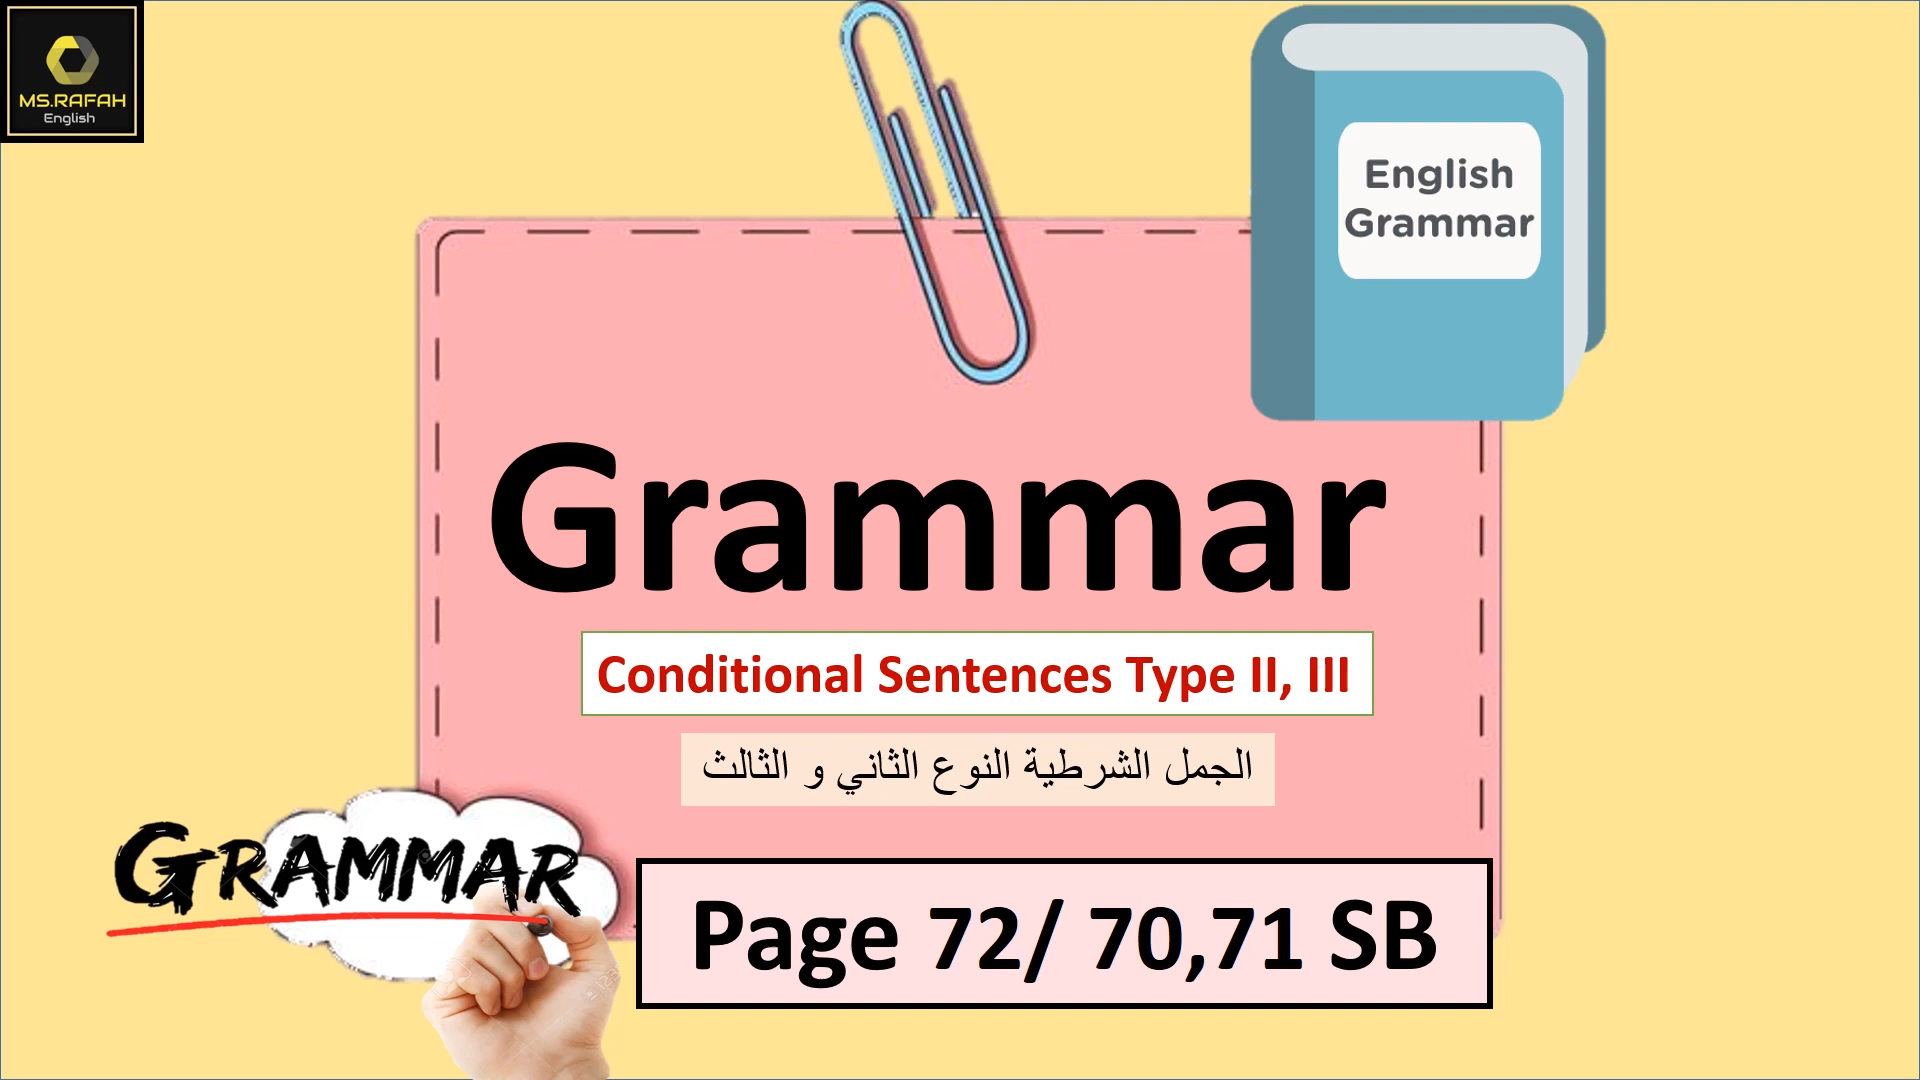 MS.RAFAH
English
English
Grammar
Grammar
Conditional Sentences Type II, III
الجمل الشرطية النوع الثاني و الثالث
GRAMMAR
Page 72/ 70,71 SB